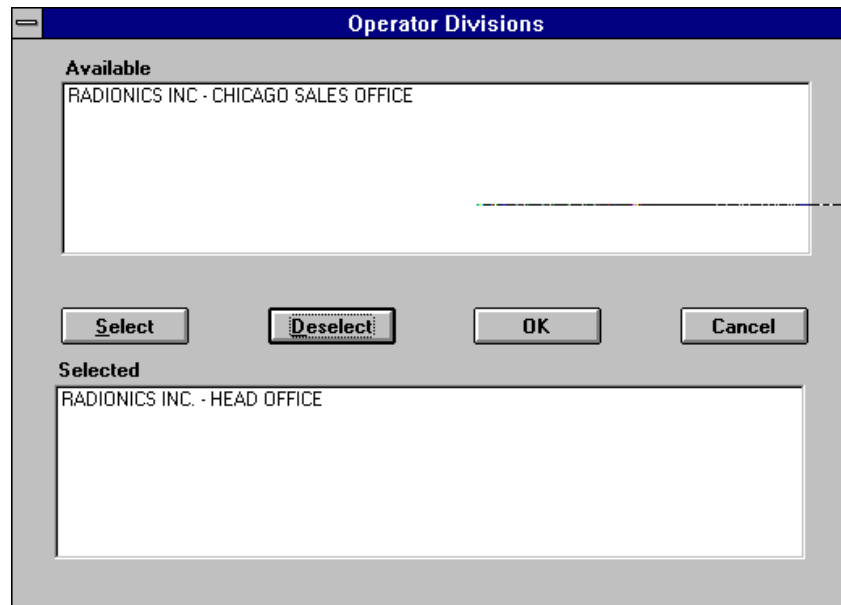 Operator Divisions
Available
RADIONICS INC - CHICAGO SALES OFFICE
Select Deselect OK Cancel
Selected
RADIONICS INC. - HEAD OFFICE